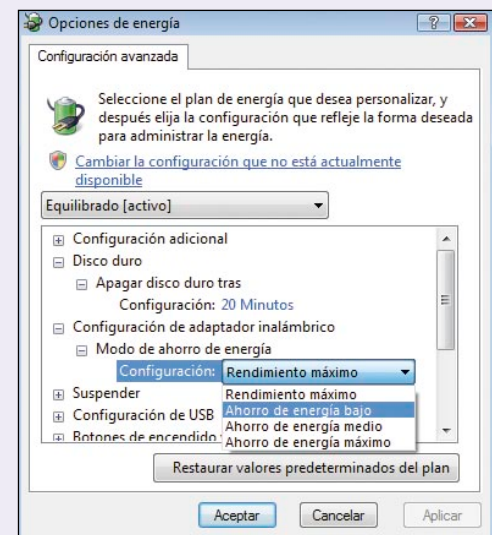 Opciones de energía
Configuración avanzada
Seleccione el plan de energía que desea personalizar, y
después elija la configuración que refleje la forma deseada
para administrar la energía.
Cambiar la configuración que no está actualmente
disponible
Equilibrado [activo]
Configuración adicional
Disco duro
Apagar disco duro tras
Configuración: 20 Minutos
Configuración de adaptador inalámbrico
Modo de ahorro de energía
Configuración: Rendimiento máximo
Suspender
Rendimiento máximo
Ahorro de energía bajo
Configuración de USB
Ahorro de energía medio
Botones de encendido
Ahorro de energía máximo
Restaurar valores predeterminados del plan
Aceptar Cancelar Aplicar